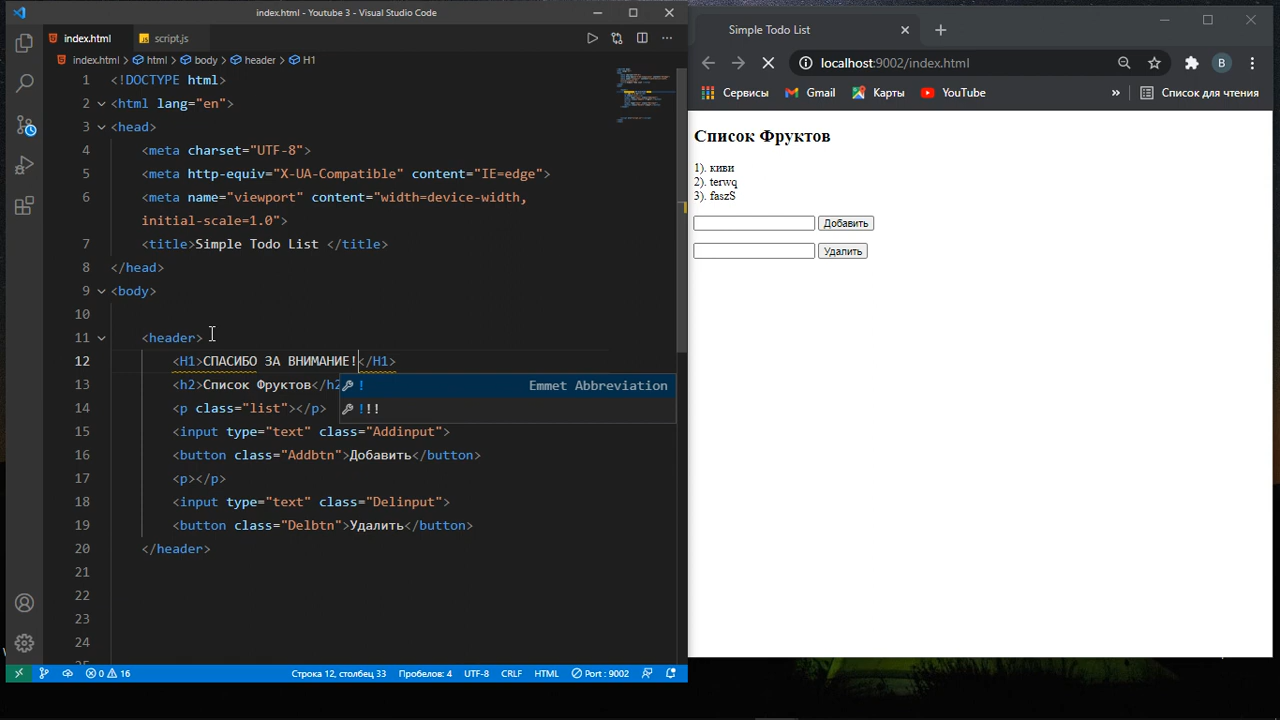 index.html - Youtube 3 - Visual Studio Code
index.html
script.js
index.html > html > body > header > H1
1 <!DOCTYPE html>
2 <html lang="en">
3 <head>
4 <meta charset="UTF-8">
5 <meta http-equiv="X-UA-Compatible" content="IE=edge">
6 <meta name="viewport" content="width=device-width,
initial-scale=1.0">
7 <title>Simple Todo List </title>
8 </head>
9 <body>
10
11 <header>
12 <H1>СПАСИБО ЗА ВНИМАНИЕ!</H1>
13 <h2>Список Фруктов</h2
! Emmet Abbreviation
14 <p class="list"></p>
!!!
15 <input type="text" class="Addinput">
16 <button class="Addbtn">Добавить</button>
17 <p></p>
18 <input type="text" class="Delinput">
19 <button class="Delbtn">Удалить</button>
20 </header>
21
22
23
24
0 16
Строка 12, столбец 33
Пробелов: 4
UTF-8
CRLF
HTML
Port : 9002
Simple Todo List
localhost:9002/index.html
B
Сервисы
Gmail
Карты
YouTube
»
Список для чтения
Список Фруктов
1). киви
2). terwq
3). faszS
Добавить
Удалить